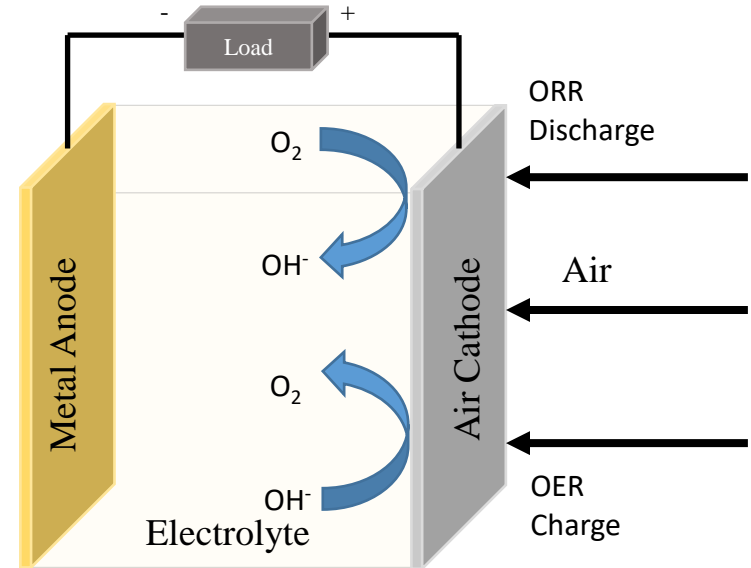 - +
Load
ORR
Discharge
O₂
OH⁻
Metal Anode
Air Cathode
Air
O₂
OH⁻
OER
Charge
Electrolyte